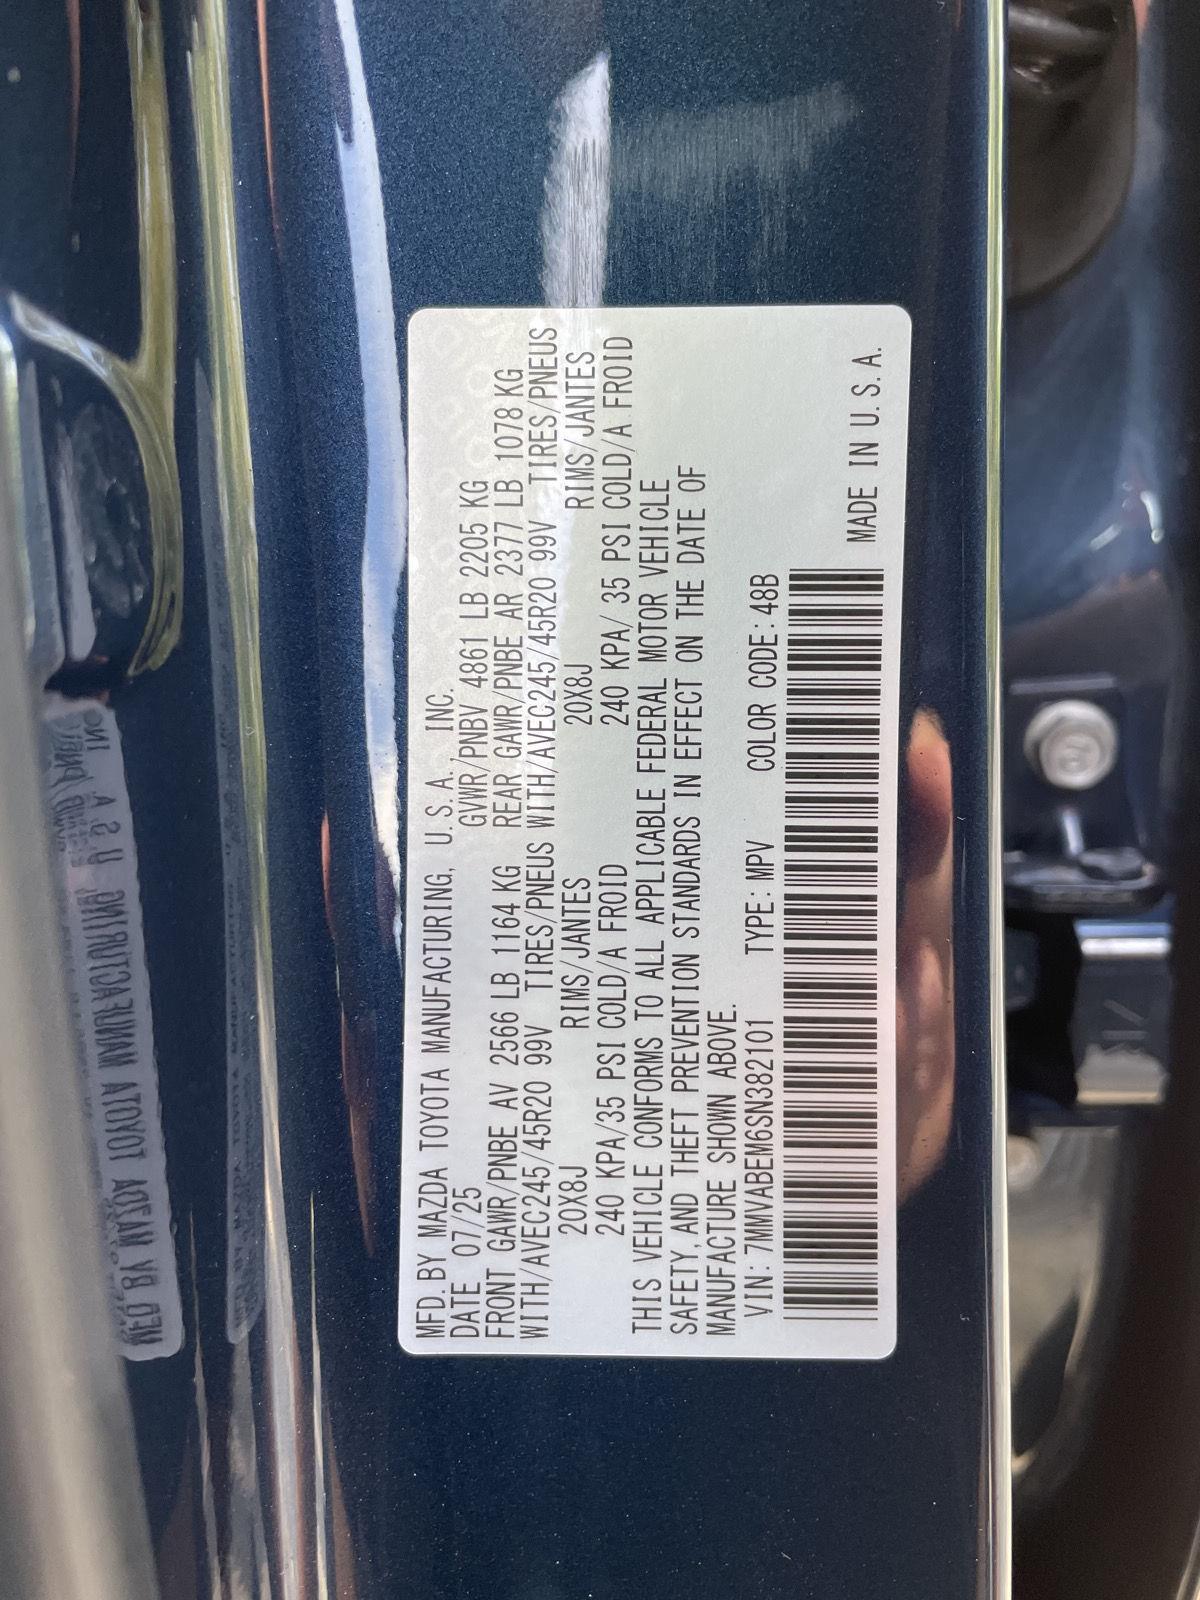 MFD. BY MAZDA TOYOTA MANUFACTURING, U. S. A., INC.
DATE 07/25 GVWR/PNBV 4861 LB 2205 KG
FRONT GAWR/PNBE AV 2566 LB 1164 KG REAR GAWR/PNBE AR 2377 LB 1078 KG
WITH/AVEC245/45R20 99V TIRES/PNEUS WITH/AVEC245/45R20 99V TIRES/PNEUS
20X8J RIMS/JANTES 20X8J RIMS/JANTES
240 KPA/35 PSI COLD/A FROID 240 KPA/ 35 PSI COLD/A FROID
THIS VEHICLE CONFORMS TO ALL APPLICABLE FEDERAL MOTOR VEHICLE
SAFETY, AND THEFT PREVENTION STANDARDS IN EFFECT ON THE DATE OF
MANUFACTURE SHOWN ABOVE.
VIN: 7MMVABEM6SN382101 TYPE: MPV COLOR CODE: 48B
MADE IN U. S. A.